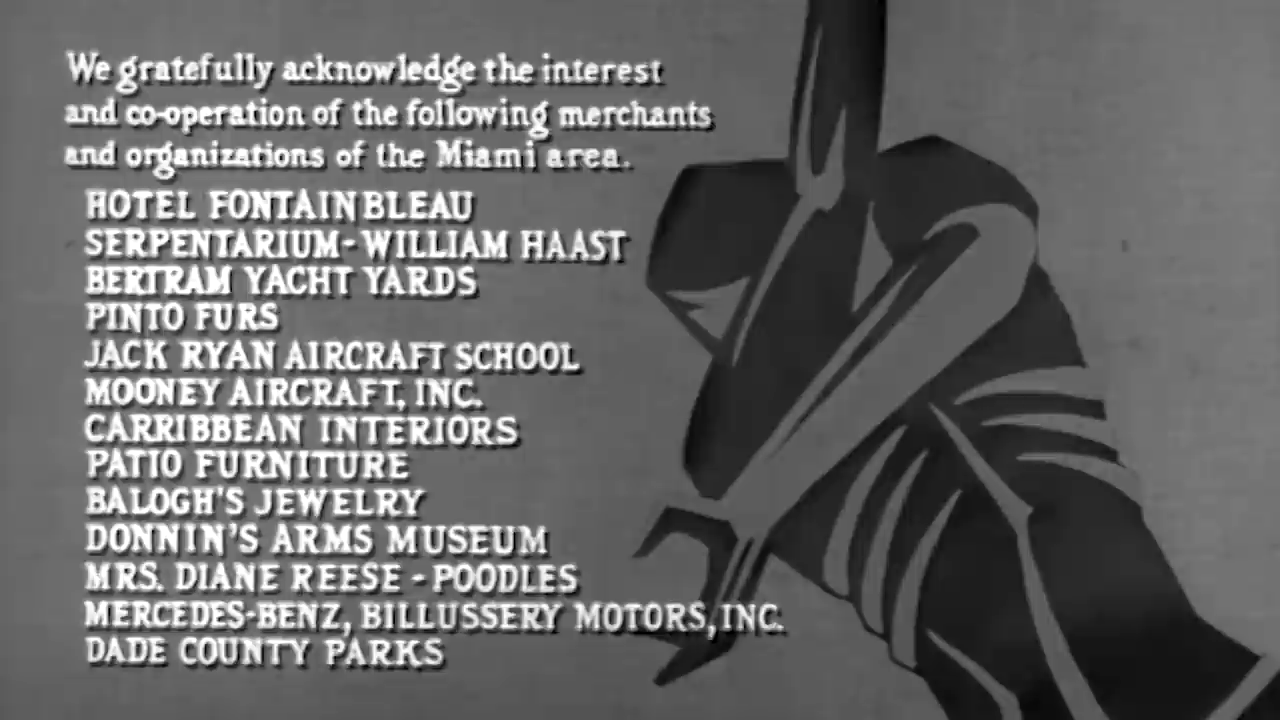 We gratefully acknowledge the interest
and co-operation of the following merchants
and organizations of the Miami area.
HOTEL FONTAINBLEAU
SERPENTARIUM-WILLIAM HAAST
BERTRAM YACHT YARDS
PINTO FURS
JACK RYAN AIRCRAFT SCHOOL
MOONEY AIRCRAFT, INC.
CARRIBBEAN INTERIORS
PATIO FURNITURE
BALOGH'S JEWELRY
DONNIN'S ARMS MUSEUM
MRS. DIANE REESE - POODLES
MERCEDES-BENZ, BILLUSSERY MOTORS, INC.
DADE COUNTY PARKS